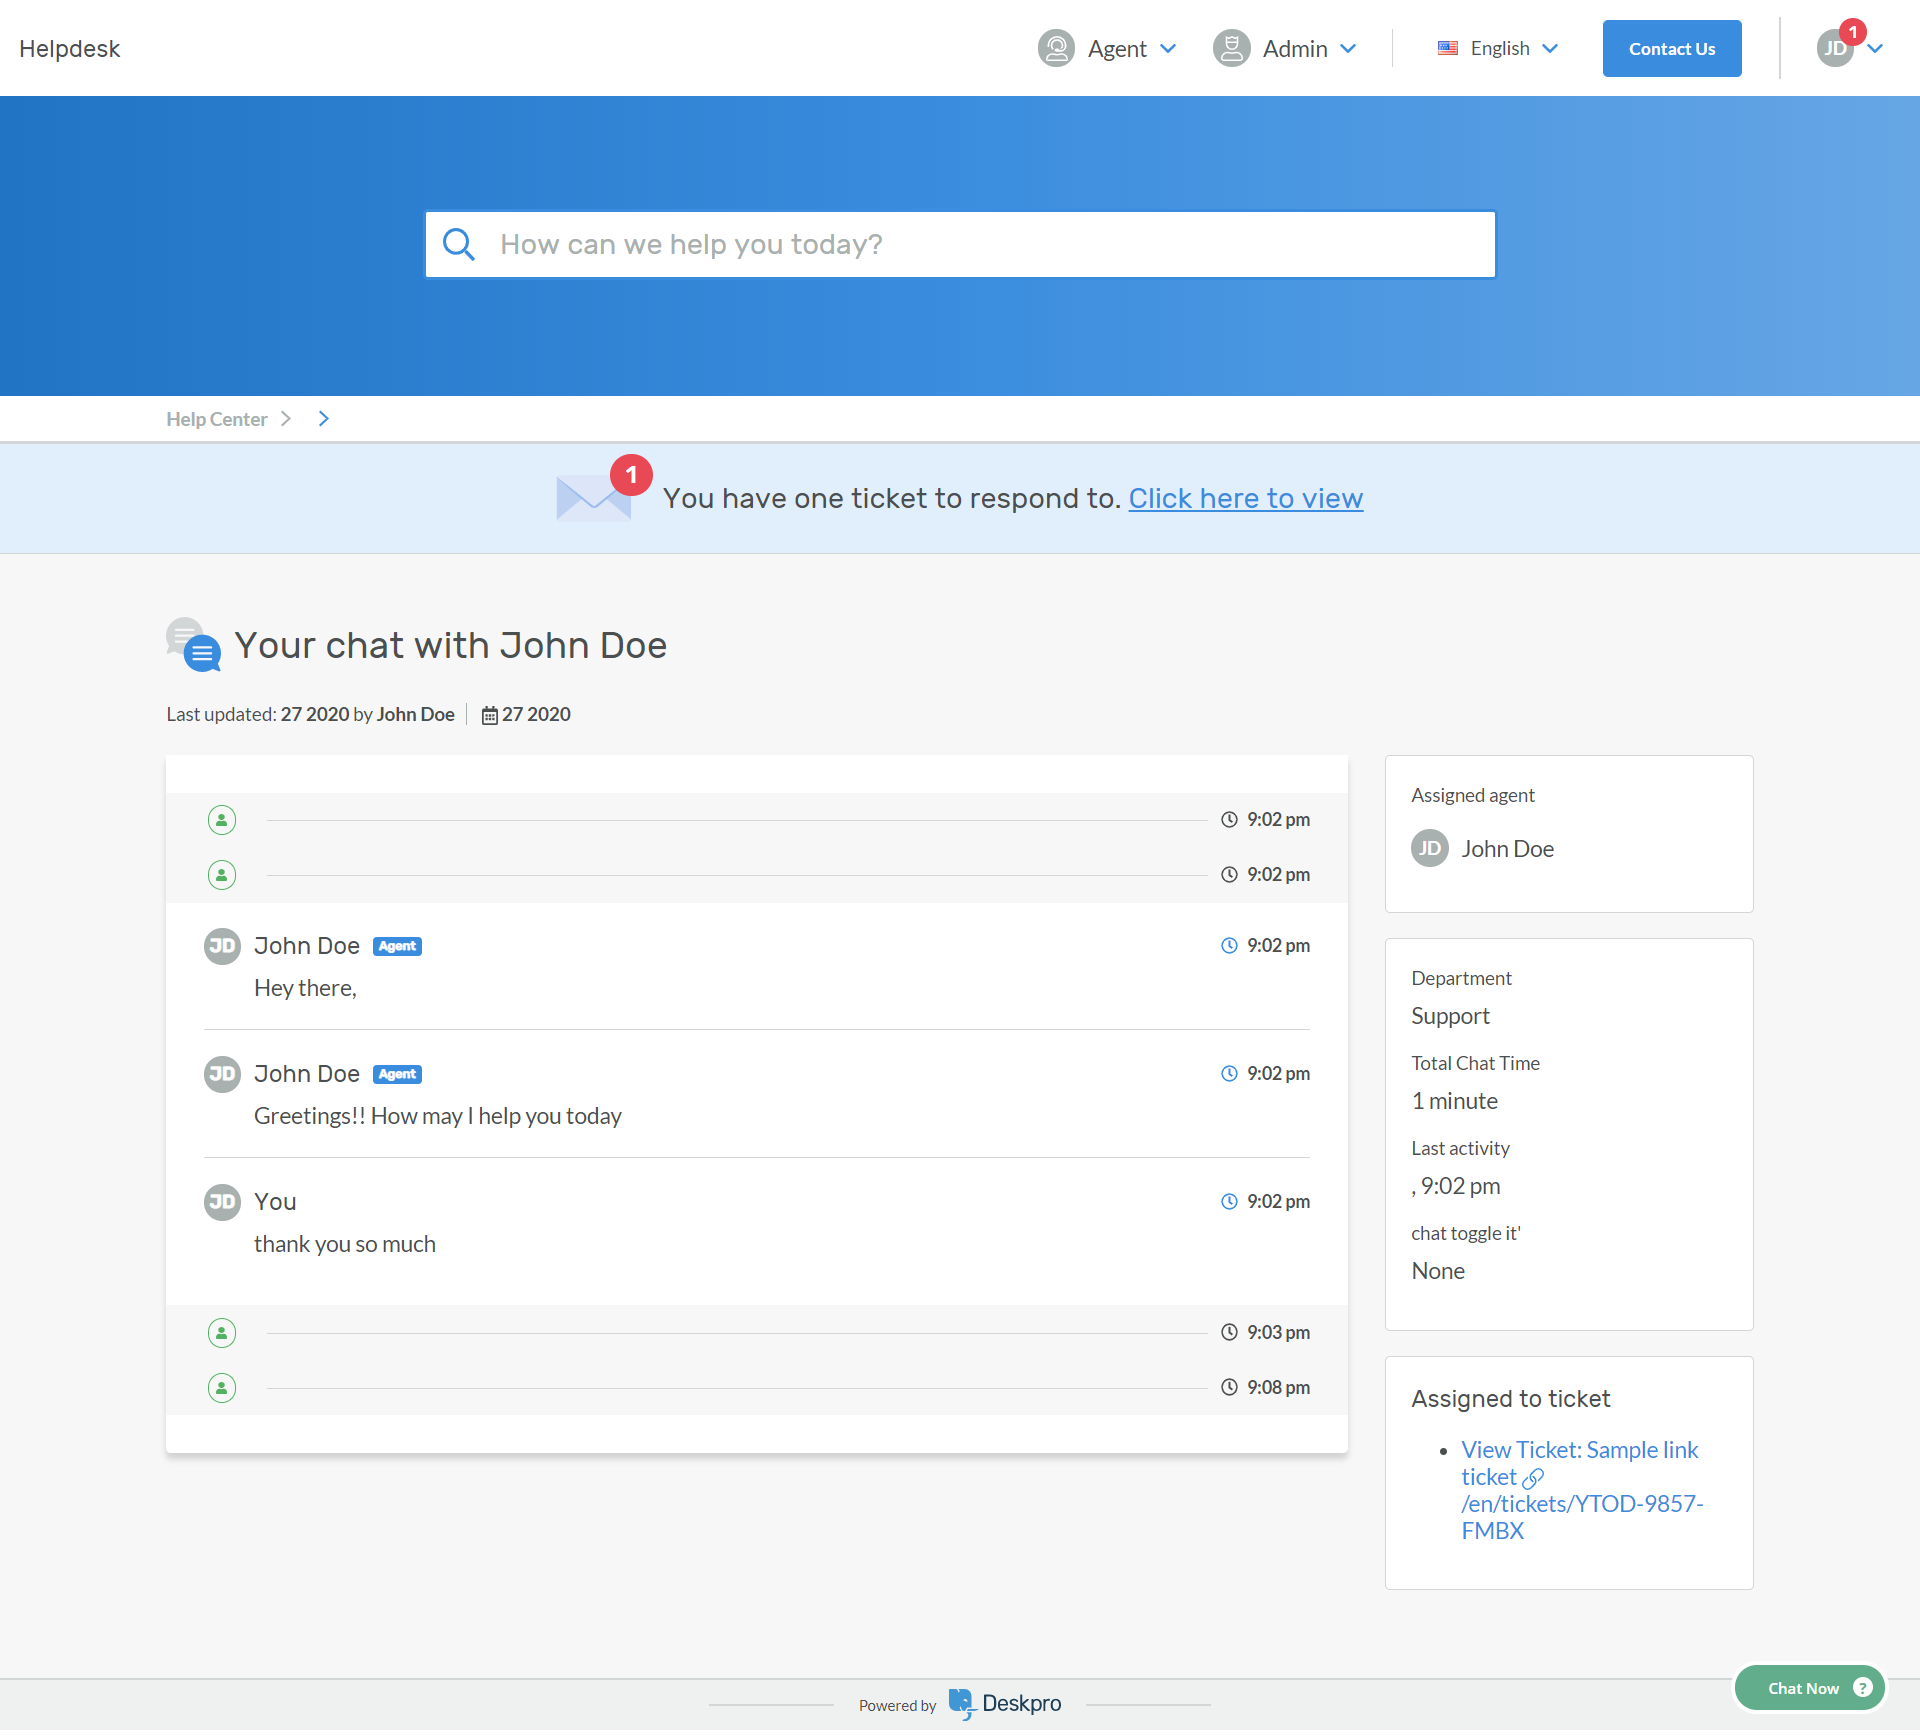 Helpdesk
Agent
Admin
English
Contact Us
JD
1
How can we help you today?
Help Center
1
You have one ticket to respond to. Click here to view
Your chat with John Doe
Last updated: 27 2020 by John Doe
27 2020
9:02 pm
9:02 pm
JD
John Doe
Agent
9:02 pm
Hey there,
JD
John Doe
Agent
9:02 pm
Greetings!! How may I help you today
JD
You
9:02 pm
thank you so much
9:03 pm
9:08 pm
Assigned agent
JD
John Doe
Department
Support
Total Chat Time
1 minute
Last activity
, 9:02 pm
chat toggle it'
None
Assigned to ticket
View Ticket: Sample link
ticket
/en/tickets/YTOD-9857-
FMBX
Powered by
Deskpro
Chat Now
?